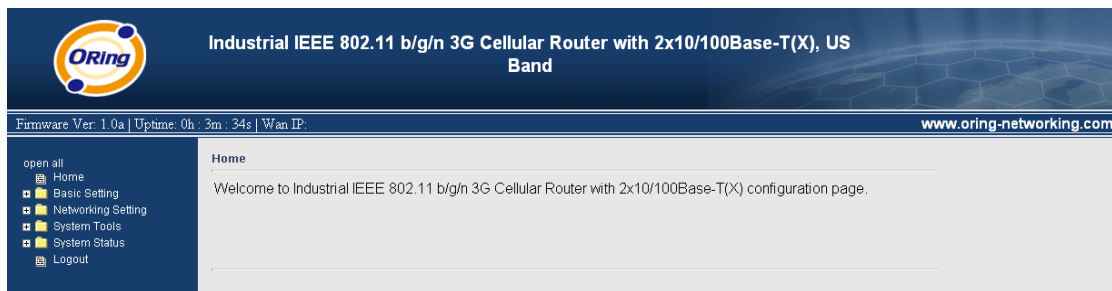 ORing
Industrial IEEE 802.11 b/g/n 3G Cellular Router with 2x10/100Base-T(X), US
Band
Firmware Ver: 1.0a | Uptime: 0h : 3m : 34s | Wan IP:
www.oring-networking.com
open all
Home
Basic Setting
Networking Setting
System Tools
System Status
Logout
Home
Welcome to Industrial IEEE 802.11 b/g/n 3G Cellular Router with 2x10/100Base-T(X) configuration page.